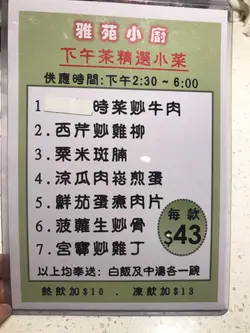 雅苑小廚
下午茶精選小菜
供應時間:下午2:30 ~ 6:00
1 時菜炒牛肉
2 西芹炒雞柳
3 粟米斑腩
4 涼瓜肉崧煎蛋
5 鮮茄蛋煮肉片
6 菠蘿生炒骨
7 宮寶炒雞丁
每款
$43
以上均奉送: 白飯及中湯各一碗
熱飲加$10 . 凍飲加$13